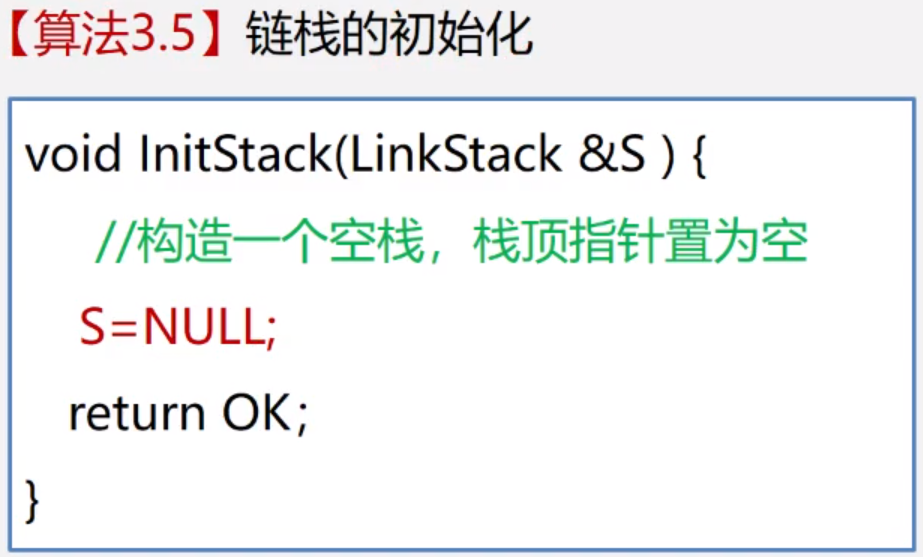 【算法3.5】链栈的初始化
void InitStack(LinkStack &S ) {
//构造一个空栈，栈顶指针置为空
S=NULL;
return OK；
}